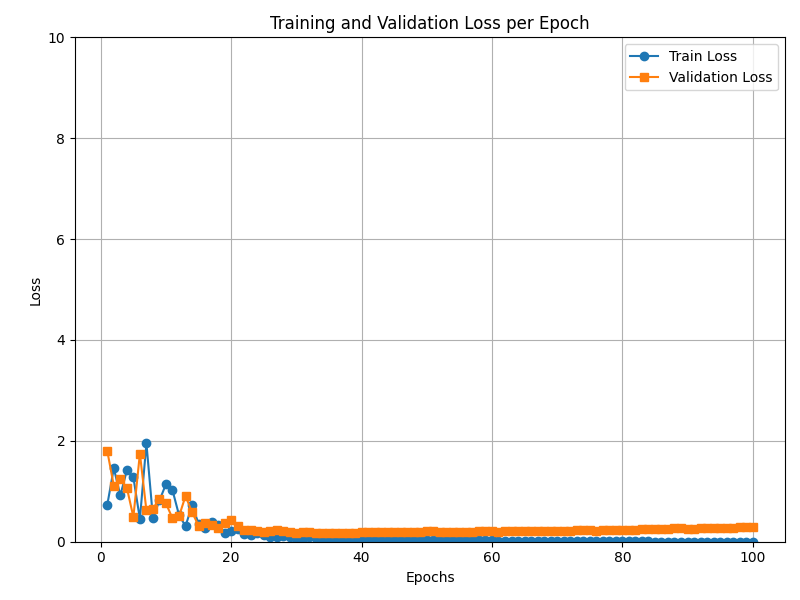 Training and Validation Loss per Epoch
10
8
6
4
2
0
Loss
Train Loss
Validation Loss
0 20 40 60 80 100
Epochs